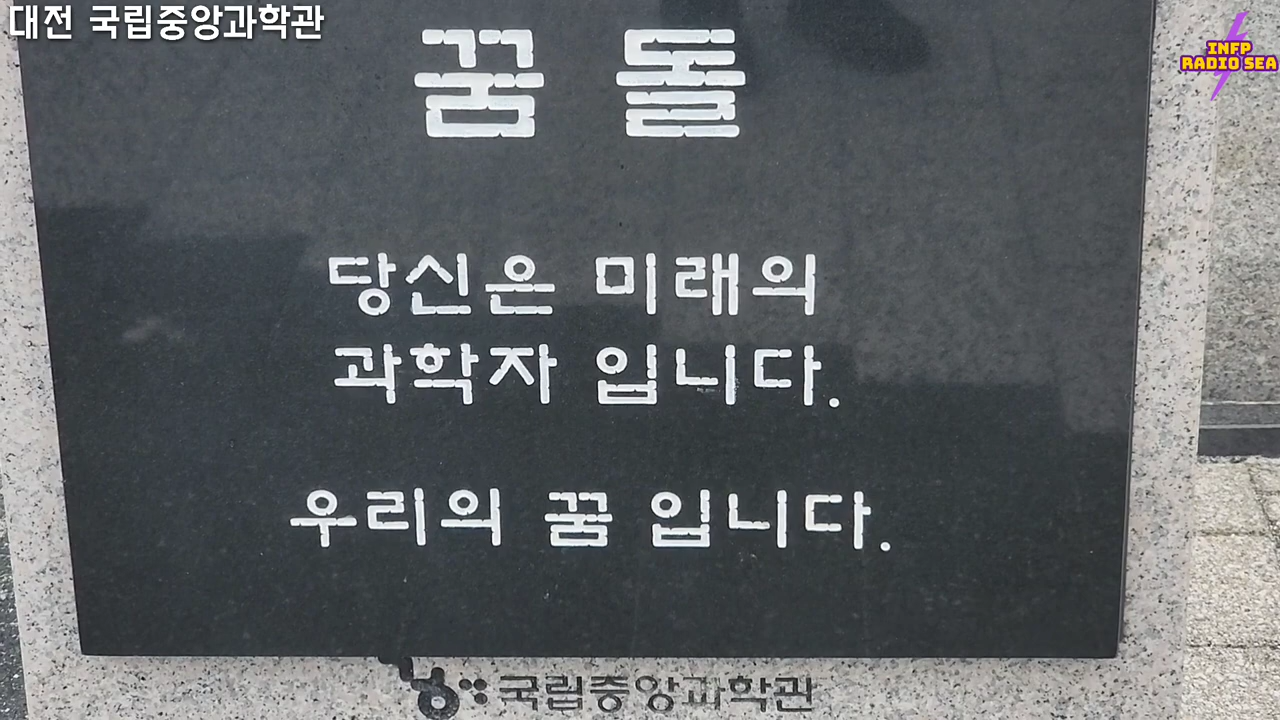 대전 국립중앙과학관
INFP
RADIO SEA
꿈 돌
당신은 미래의
과학자 입니다.
우리의 꿈 입니다.
국립중앙과학관